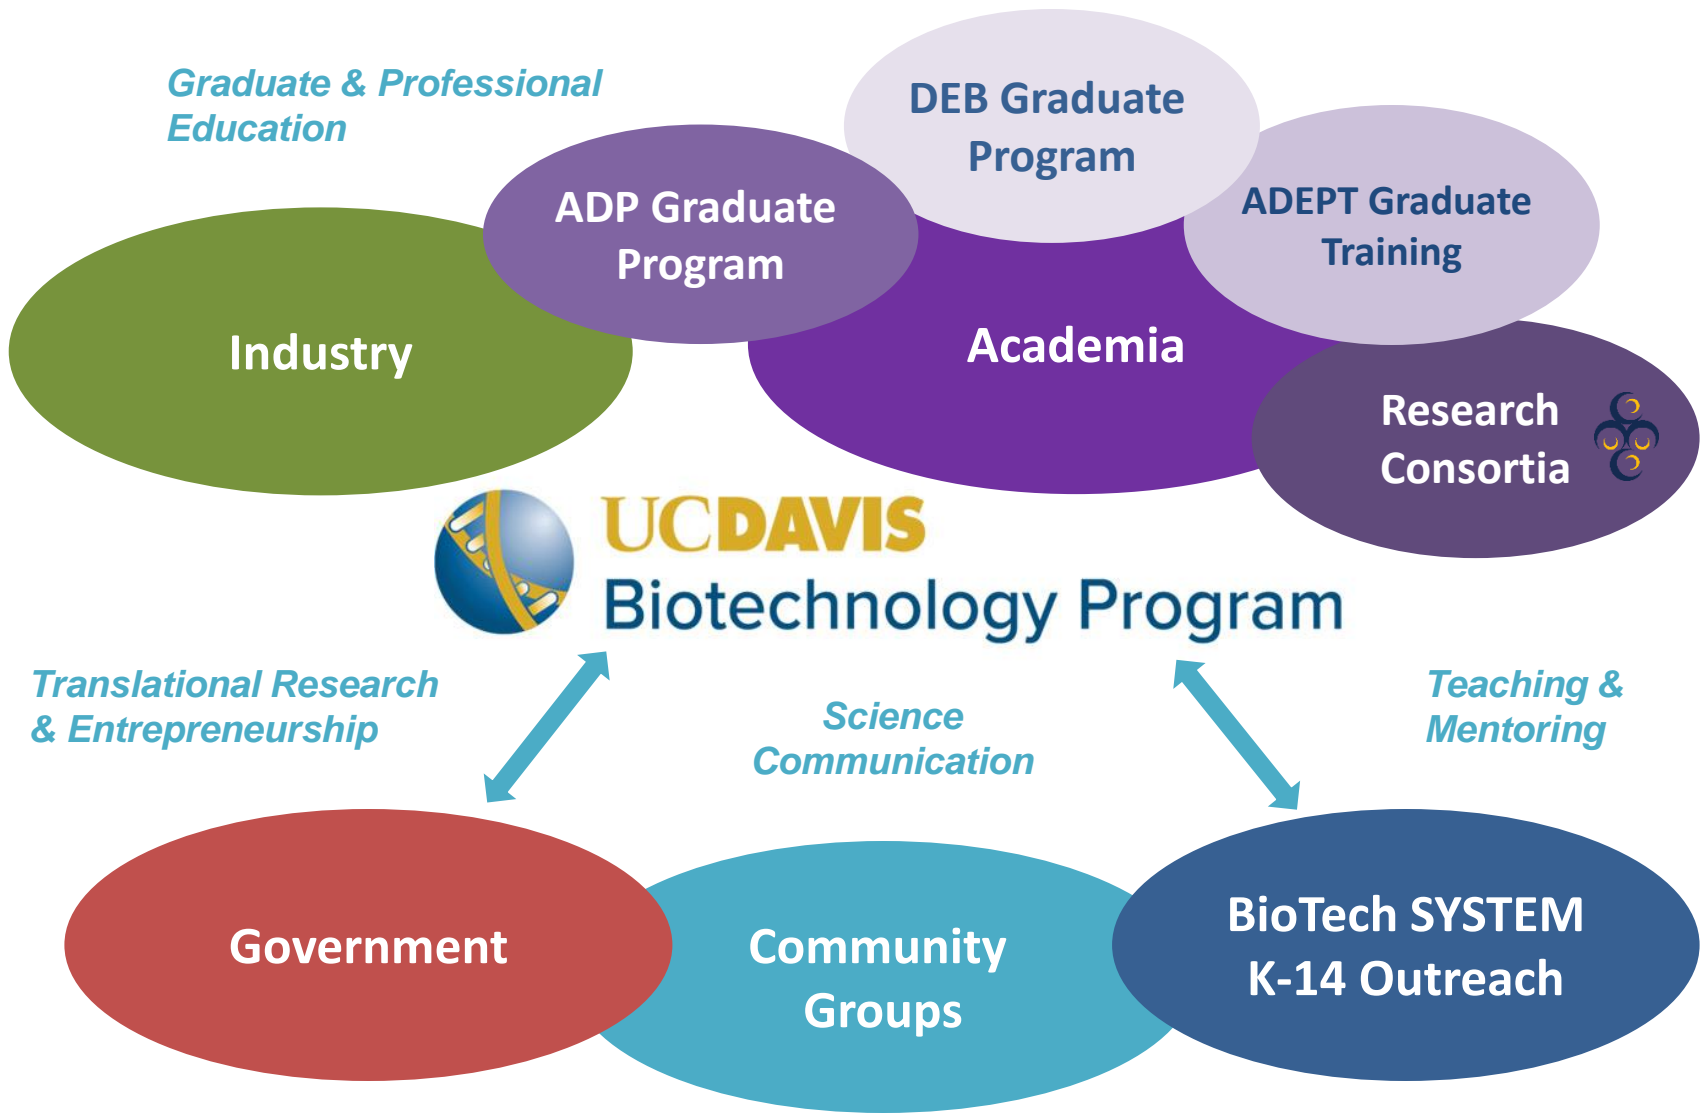 Graduate & Professional
Education
DEB Graduate
Program
ADP Graduate
Program
ADEPT Graduate
Training
Industry
Academia
Research
Consortia
UCDAVIS
Biotechnology Program
Translational Research
& Entrepreneurship
Science
Communication
Teaching &
Mentoring
Government
Community
Groups
BioTech SYSTEM
K-14 Outreach